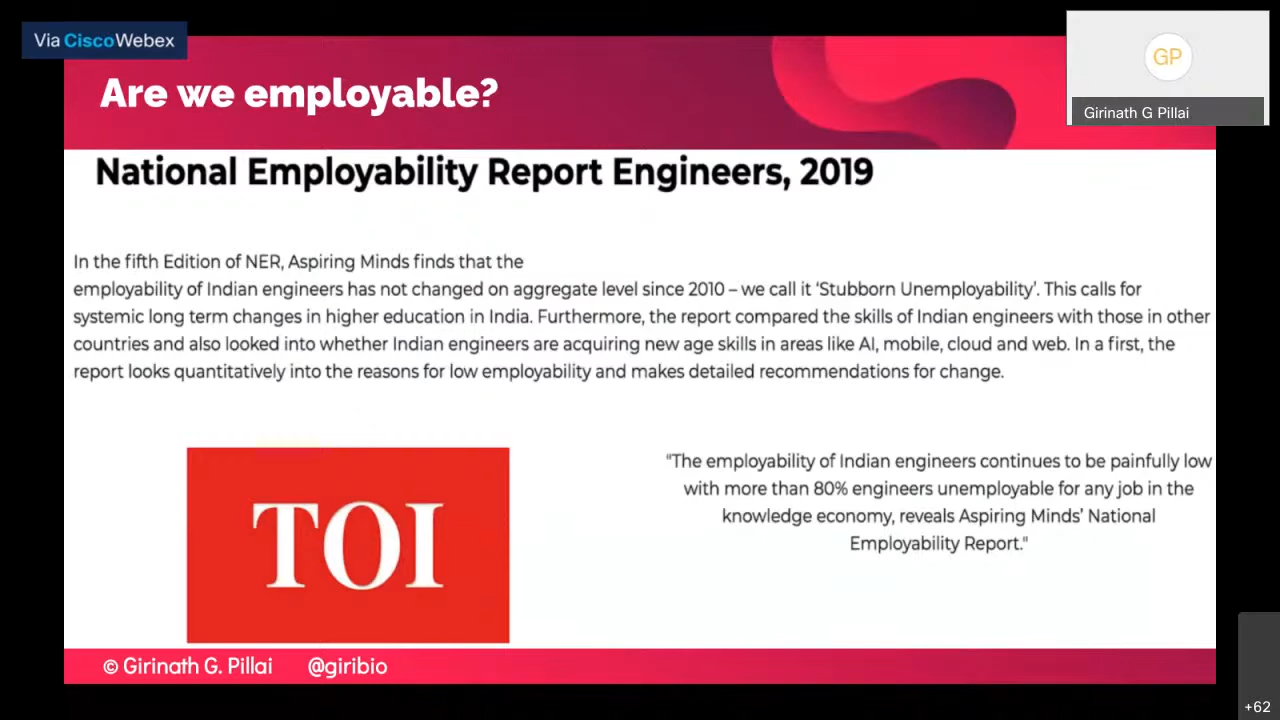 Via Cisco Webex
GP
Girinath G Pillai
Are we employable?
National Employability Report Engineers, 2019
In the fifth Edition of NER, Aspiring Minds finds that the
employability of Indian engineers has not changed on aggregate level since 2010 – we call it ‘Stubborn Unemployability’. This calls for
systemic long term changes in higher education in India. Furthermore, the report compared the skills of Indian engineers with those in other
countries and also looked into whether Indian engineers are acquiring new age skills in areas like AI, mobile, cloud and web. In a first, the
report looks quantitatively into the reasons for low employability and makes detailed recommendations for change.
TOI
"The employability of Indian engineers continues to be painfully low
with more than 80% engineers unemployable for any job in the
knowledge economy, reveals Aspiring Minds’ National
Employability Report."
© Girinath G. Pillai @giribio
+62